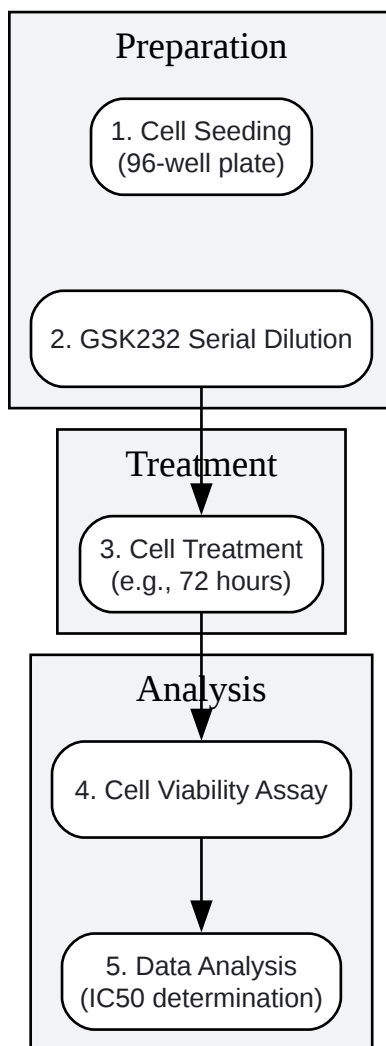 Preparation
1. Cell Seeding
(96-well plate)
2. GSK232 Serial Dilution
Treatment
3. Cell Treatment
(e.g., 72 hours)
Analysis
4. Cell Viability Assay
5. Data Analysis
(IC50 determination)